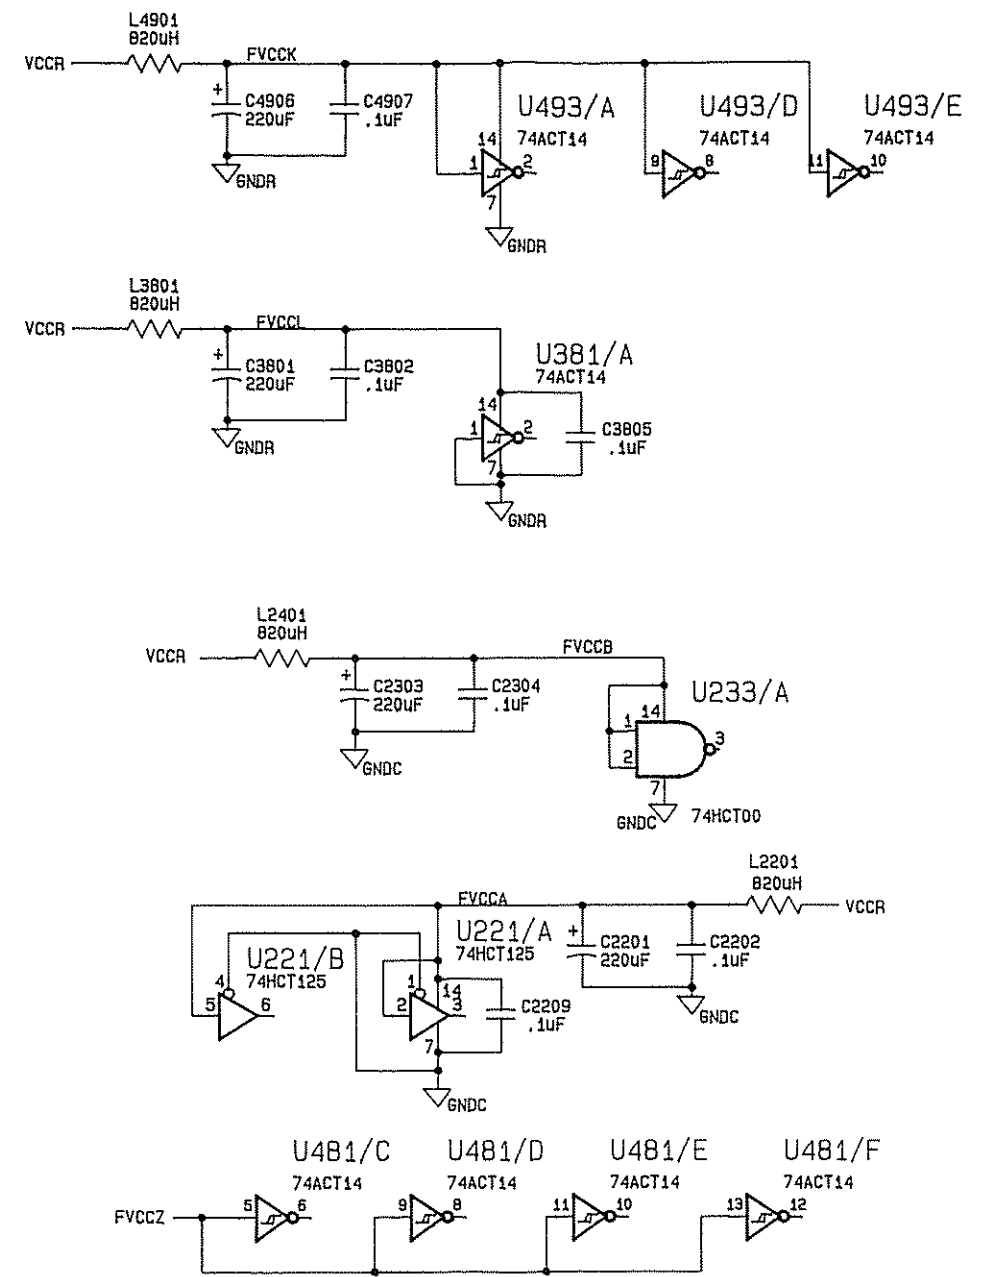 L4901
820uH
VCCR
FVCCK
+
C4906
220uF
C4907
.1uF
GNDR
U493/A
74ACT14
14
1
2
7
GNDR
U493/D
74ACT14
9
8
U493/E
74ACT14
11
10
L3801
820uH
VCCR
FVCCL
+
C3801
220uF
C3802
.1uF
GNDR
U381/A
74ACT14
14
1
2
7
C3805
.1uF
GNDR
L2401
820uH
VCCR
FVCCB
+
C2303
220uF
C2304
.1uF
GNDC
U233/A
14
1
2
3
7
GNDC
74HCT00
L2201
820uH
FVCCA
VCCR
U221/B
74HCT125
4
5
6
U221/A
74HCT125
1
14
2
3
7
C2209
.1uF
GNDC
+
C2201
220uF
C2202
.1uF
GNDC
U481/C
74ACT14
U481/D
74ACT14
U481/E
74ACT14
U481/F
74ACT14
FVCCZ
5
6
9
8
11
10
13
12